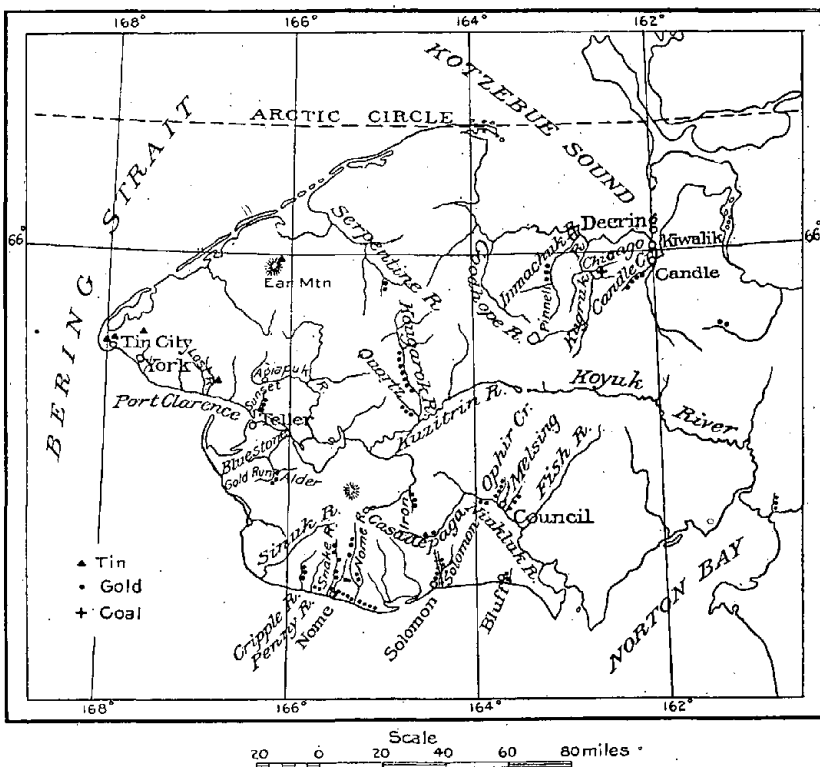 168°
166°
164°
162°
KOTZEBUE SOUND
ARCTIC CIRCLE
BERING STRAIT
66°
66°
Serpentine R.
Goodhope R.
Inmachuk R.
Pinnell
Kugruk R.
Deering
Chicago
Kiwalik
Candle Cr.
Candle
Ear Mtn
Tin City
York
Lost R.
Port Clarence
Agiapuk R.
Sunset
Teller
Quartz
Kougarok R.
Kuzitrin R.
Koyuk River
Bluestone
Gold Run
Alder
Ophir Cr.
Melsing
Fish R.
Council
Iron
Casadepaga
Sinuk R.
Snake R.
Nome R.
Solomon
Niukluk R.
Cripple R.
Penny R.
Nome
Solomon
Bluff
NORTON BAY
Tin
Gold
Coal
168°
166°
164°
162°
Scale
20 0 20 40 60 80 miles